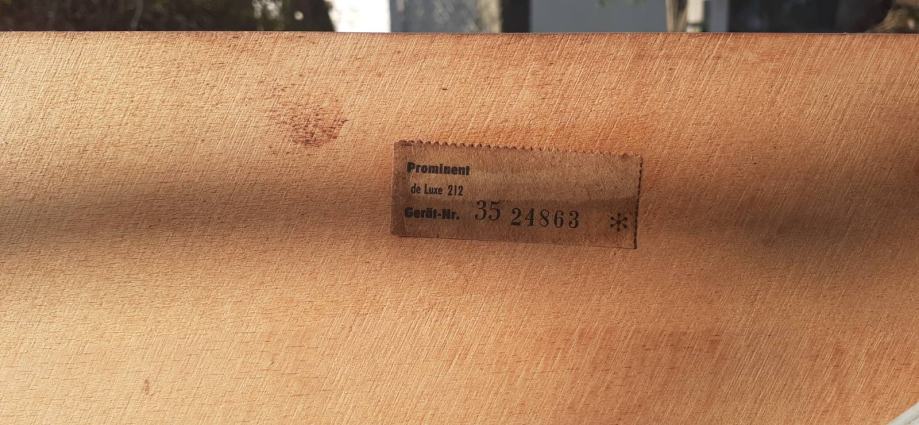 Prominent
de Luxe 212
Gerät-Nr. 35 24863 *